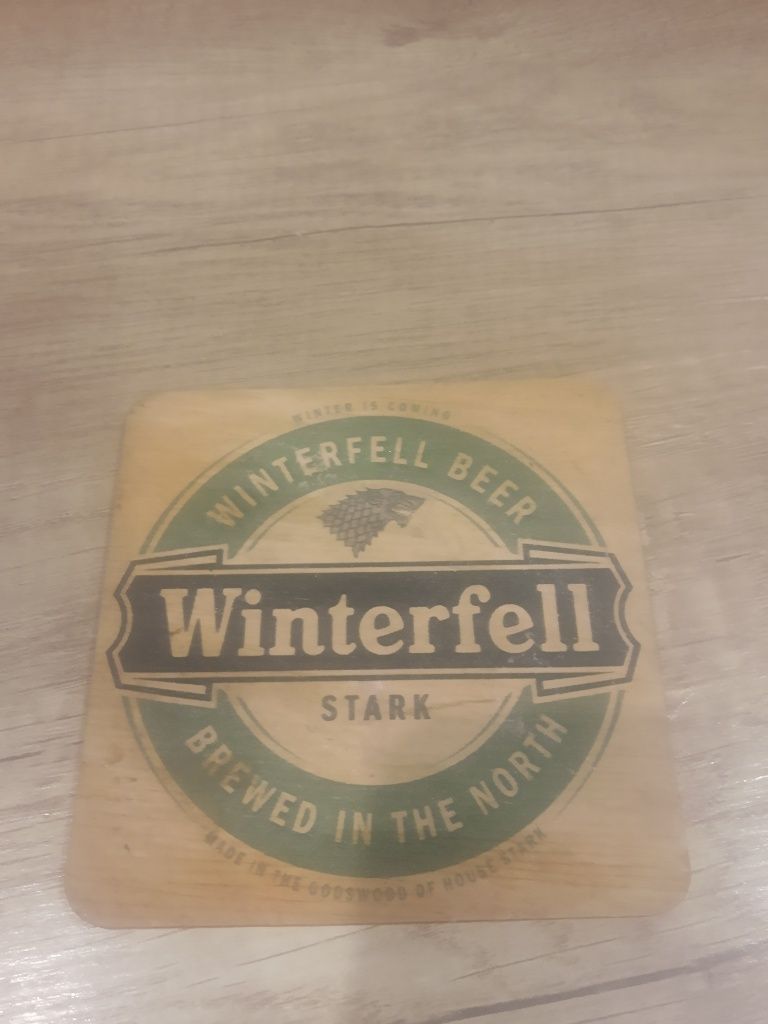 WINTER IS COMING
WINTERFELL BEER
Winterfell
STARK
BREWED IN THE NORTH
MADE IN THE GODSWOOD OF HOUSE STARK